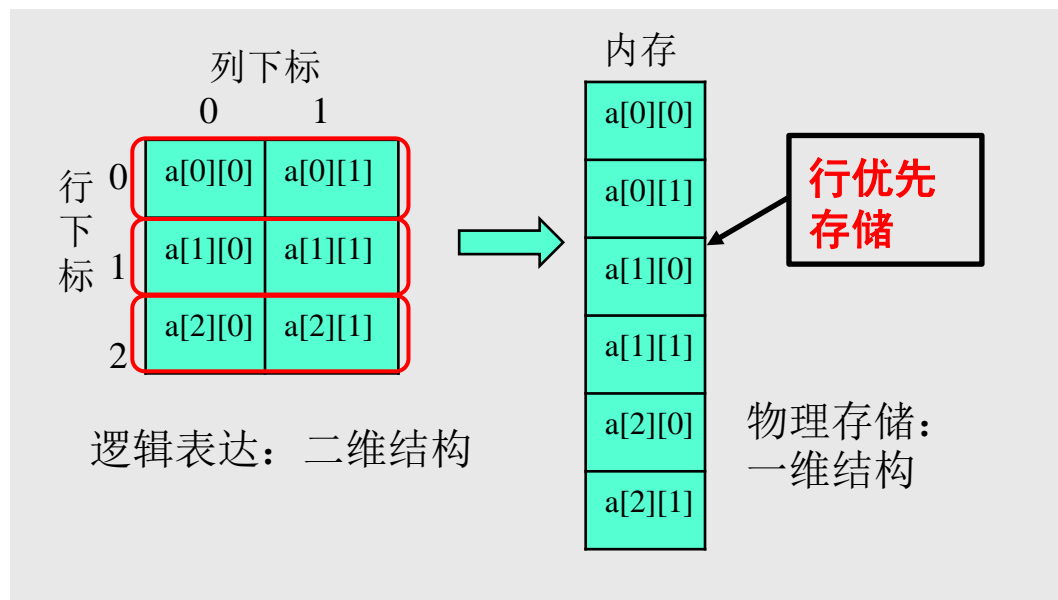 列下标
0 1
行下标
0 a[0][0] a[0][1]
1 a[1][0] a[1][1]
2 a[2][0] a[2][1]
逻辑表达：二维结构
内存
a[0][0]
a[0][1]
a[1][0]
a[1][1]
a[2][0]
a[2][1]
行优先
存储
物理存储：
一维结构